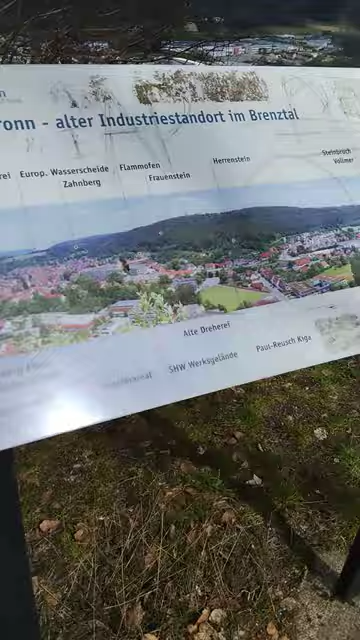 ronn - alter Industriestandort im Brenztal
rei Europ. Wasserscheide Flammofen Herrenstein Steinbruch
Zahnberg Frauenstein Vollmer
Alte Dreherei
SHW Werksgelände Paul-Reusch Kiga